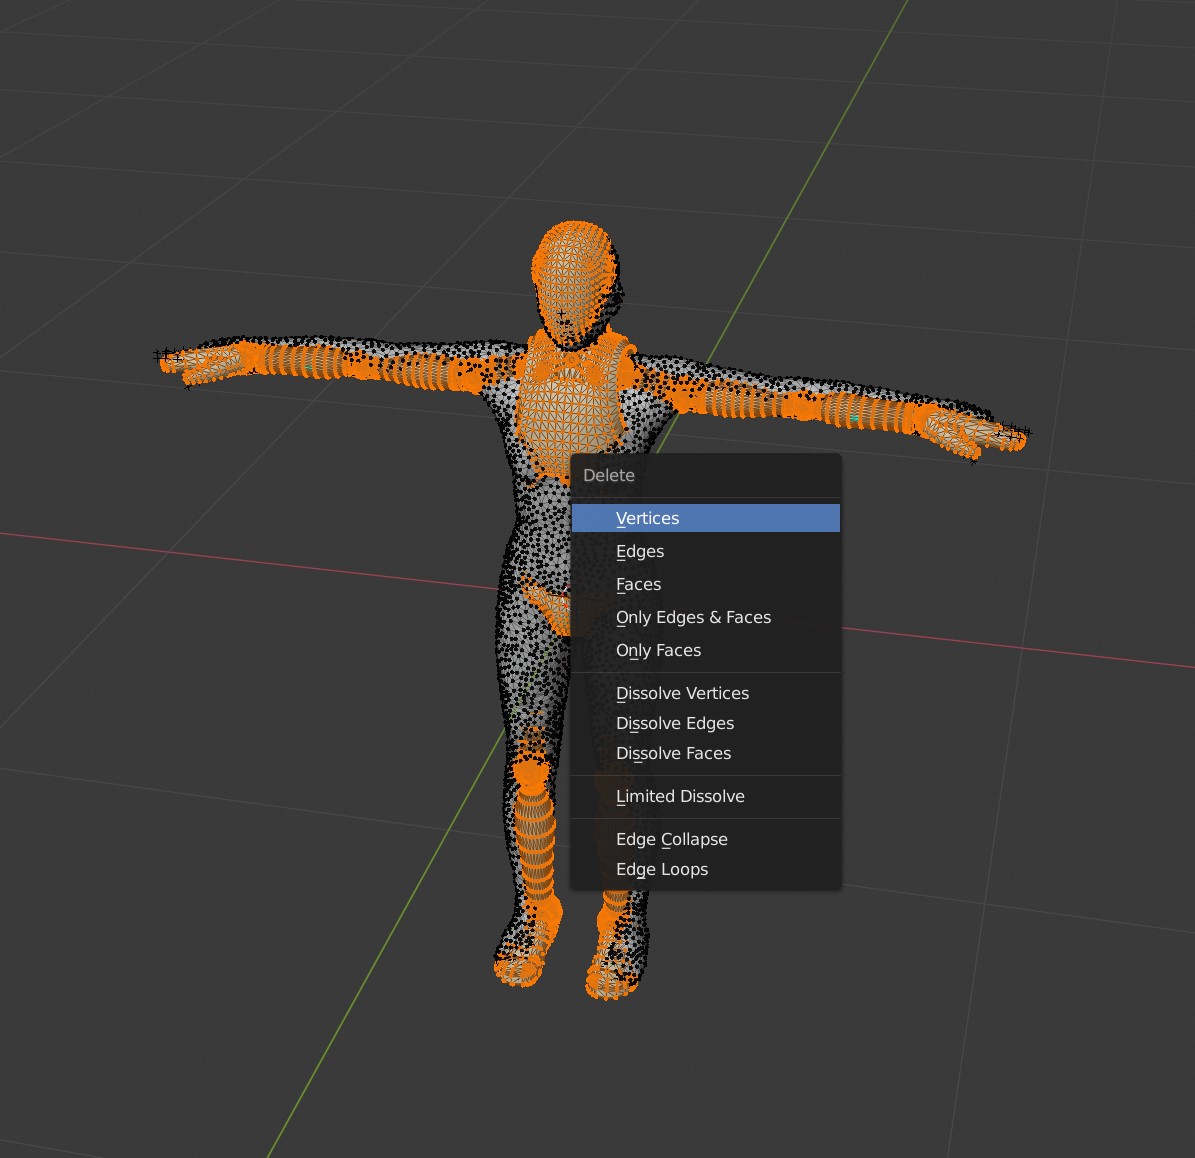 Delete
Vertices
Edges
Faces
Only Edges & Faces
Only Faces
Dissolve Vertices
Dissolve Edges
Dissolve Faces
Limited Dissolve
Edge Collapse
Edge Loops